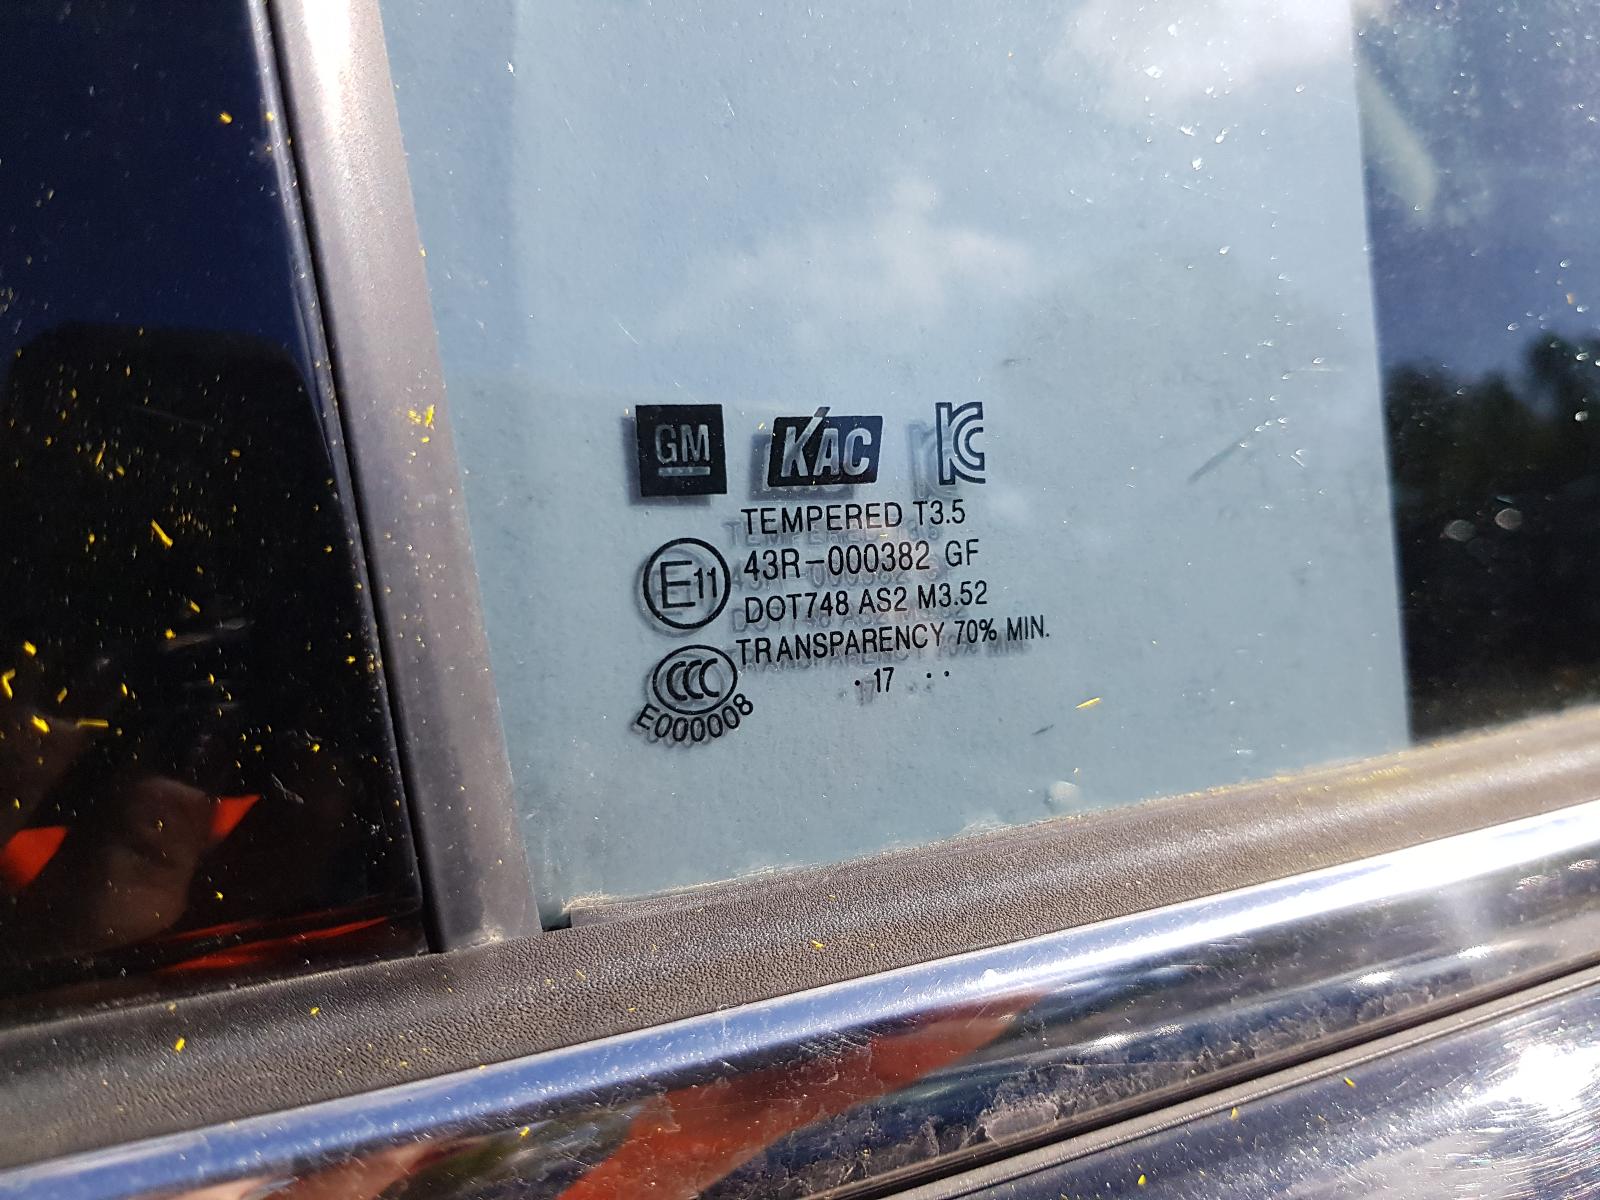 GM KAC KC
TEMPERED T3.5
E11 43R-000382 GF
DOT748 AS2 M3.52
TRANSPARENCY 70% MIN.
CCC . 17 ..
E000008